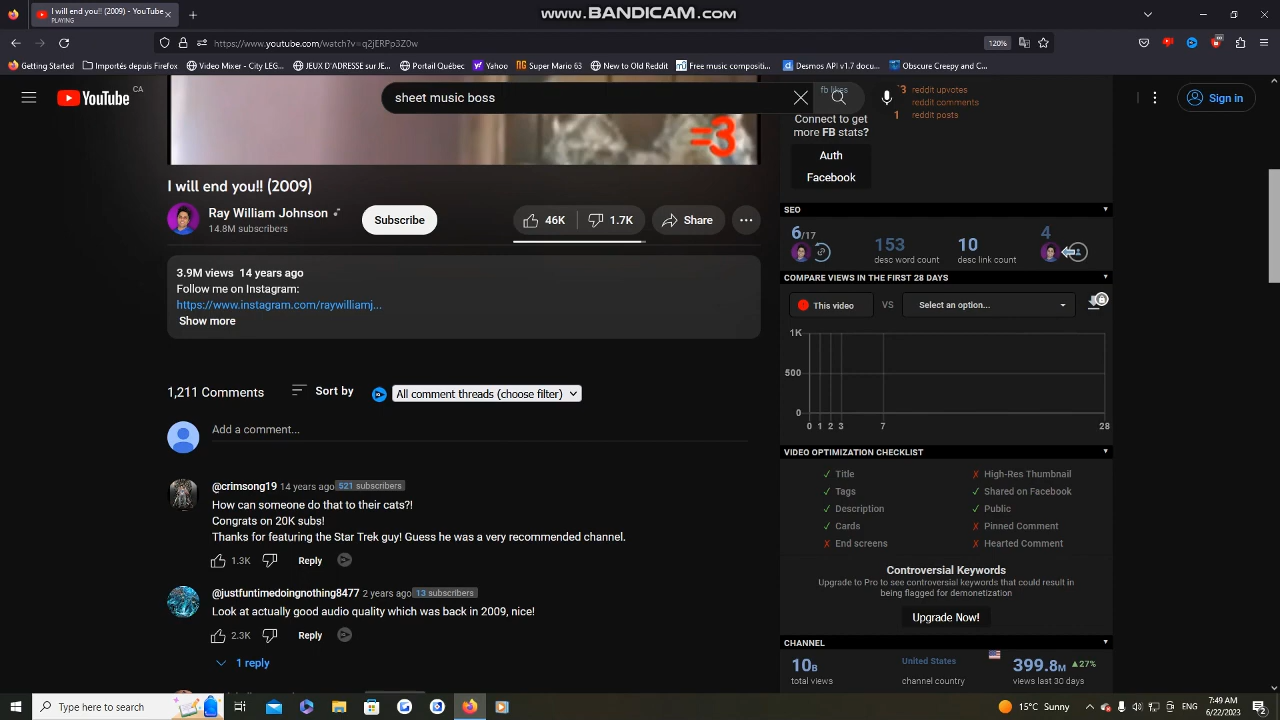 www.BANDICAM.com
I will end you!! (2009) - YouTube
PLAYING
https://www.youtube.com/watch?v=q2jERPp3Z0w
120%
Getting Started
Importés depuis Firefox
Video Mixer - City LEG...
JEUX D'ADRESSE sur JE...
Portail Québec
Yahoo
Super Mario 63
New to Old Reddit
Free music compositio...
Desmos API v1.7 docu...
Obscure Creepy and C...
YouTube CA
sheet music boss
Sign in
fb likes
3 reddit upvotes
reddit comments
1 reddit posts
Connect to get
more FB stats?
Auth
Facebook
=3
I will end you!! (2009)
Ray William Johnson
14.8M subscribers
Subscribe
46K
1.7K
Share
3.9M views 14 years ago
Follow me on Instagram:
https://www.instagram.com/raywilliamj...
Show more
SEO
6/17
153
desc word count
10
desc link count
4
COMPARE VIEWS IN THE FIRST 28 DAYS
This video
VS
Select an option...
1K
500
0
0 1 2 3 7 28
1,211 Comments
Sort by
All comment threads (choose filter)
Add a comment...
@crimsong19 14 years ago 521 subscribers
How can someone do that to their cats?!
Congrats on 20K subs!
Thanks for featuring the Star Trek guy! Guess he was a very recommended channel.
1.3K
Reply
@justfuntimedoingnothing8477 2 years ago 13 subscribers
Look at actually good audio quality which was back in 2009, nice!
2.3K
Reply
1 reply
VIDEO OPTIMIZATION CHECKLIST
✓ Title
✗ High-Res Thumbnail
✓ Tags
✓ Shared on Facebook
✓ Description
✓ Public
✓ Cards
✗ Pinned Comment
✗ End screens
✗ Hearted Comment
Controversial Keywords
Upgrade to Pro to see controversial keywords that could result in
being flagged for demonetization
Upgrade Now!
CHANNEL
10B
total views
United States
channel country
399.8M ▲27%
views last 30 days
Type here to search
15°C Sunny
ENG
7:49 AM
6/22/2023